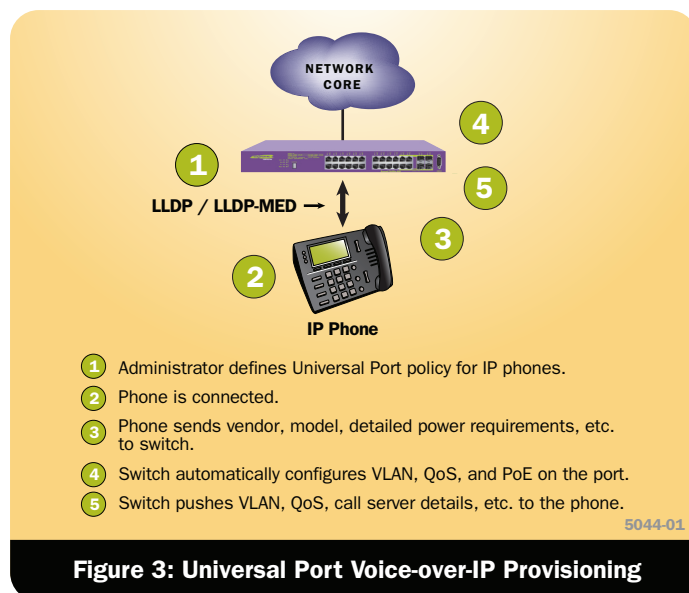 NETWORK
CORE
4
1
5
LLDP / LLDP-MED →
3
2
IP Phone
1 Administrator defines Universal Port policy for IP phones.
2 Phone is connected.
3 Phone sends vendor, model, detailed power requirements, etc.
to switch.
4 Switch automatically configures VLAN, QoS, and PoE on the port.
5 Switch pushes VLAN, QoS, call server details, etc. to the phone.
5044-01
Figure 3: Universal Port Voice-over-IP Provisioning